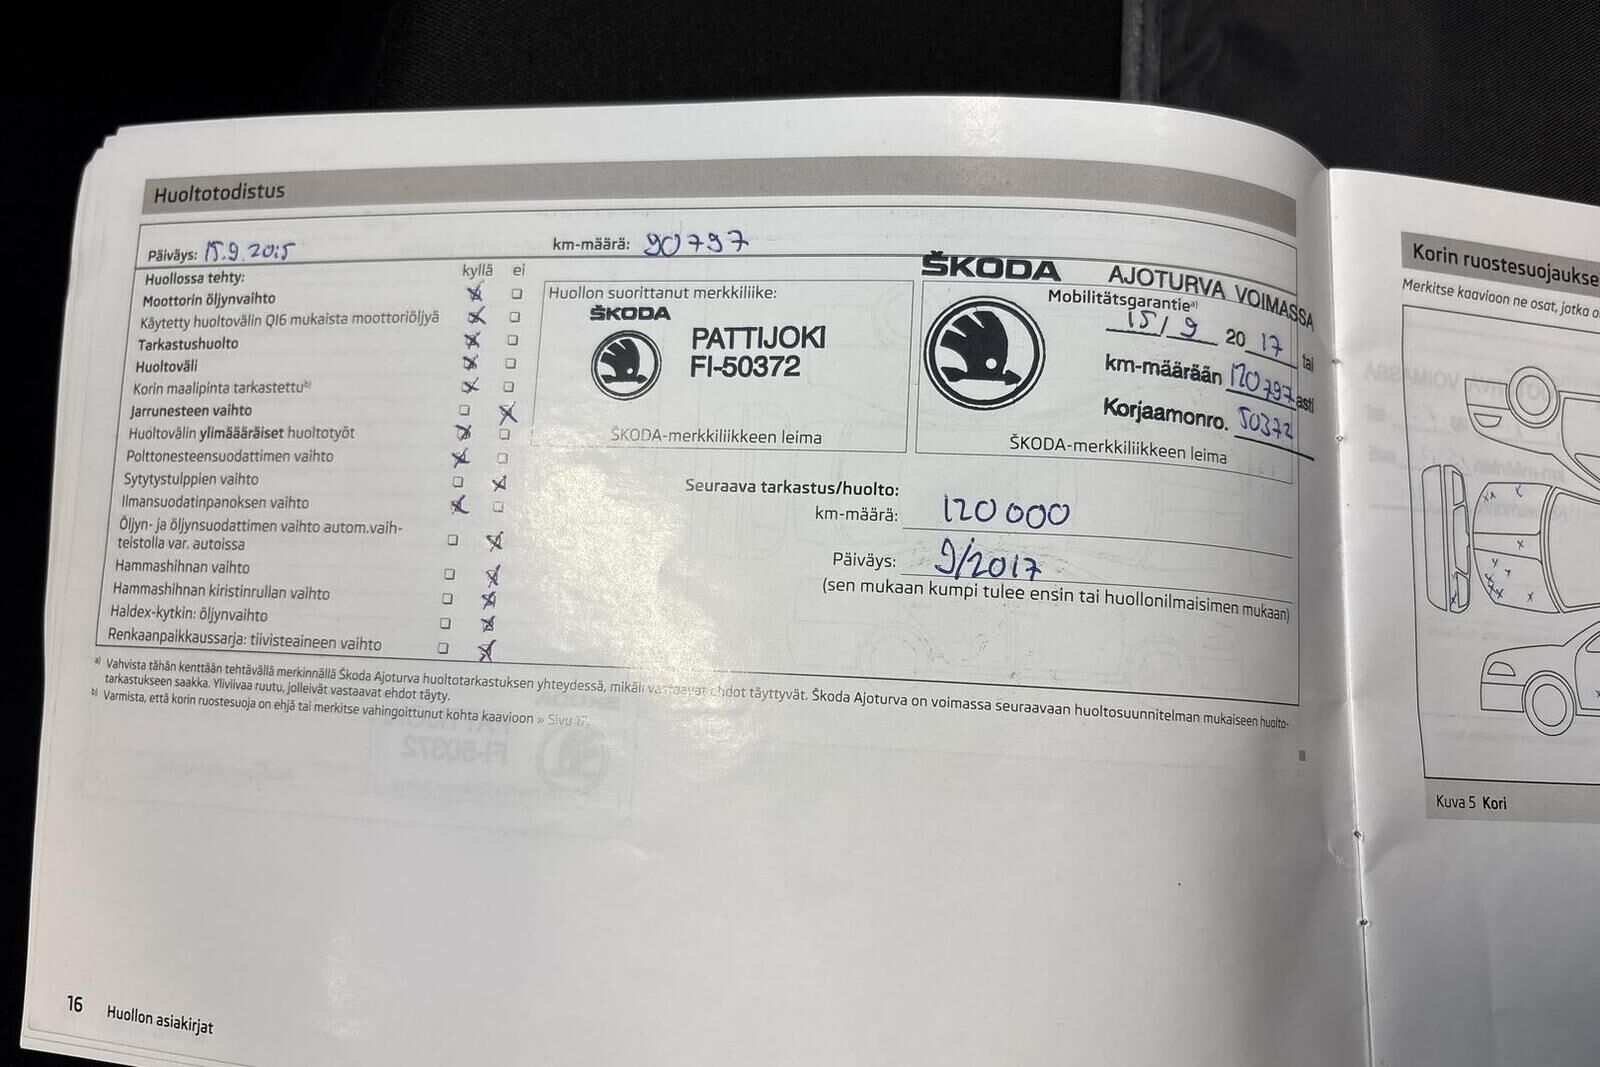 Huoltotodistus
Päiväys: 15.9.2015
km-määrä: 90797
Huollossa tehty:
kyllä ei
Moottorin öljynvaihto
Käytetty huoltovälin QI6 mukaista moottoriöljyä
Tarkastushuolto
Huoltoväli
Korin maalipinta tarkastettu b)
Jarrunesteen vaihto
Huoltovälin ylimäääräiset huoltotyöt
Polttonesteensuodattimen vaihto
Sytytystulppien vaihto
Ilmansuodatinpanoksen vaihto
Öljyn- ja öljynsuodattimen vaihto autom.vaih-
teistolla var. autoissa
Hammashihnan vaihto
Hammashihnan kiristinrullan vaihto
Haldex-kytkin: öljynvaihto
Renkaanpaikkaussarja: tiivisteaineen vaihto
Huollon suorittanut merkkiliike:
ŠKODA
PATTIJOKI
FI-50372
ŠKODA-merkkiliikkeen leima
ŠKODA AJOTURVA VOIMASSA
Mobilitätsgarantie a)
15/9 2017 tai
km-määrään 120797 asti
Korjaamonro. 50372
ŠKODA-merkkiliikkeen leima
Seuraava tarkastus/huolto:
km-määrä: 120 000
Päiväys: 9/2017
(sen mukaan kumpi tulee ensin tai huollonilmaisimen mukaan)
a) Vahvista tähän kenttään tehtävällä merkinnällä Škoda Ajoturva huoltotarkastuksen yhteydessä, mikäli vastaavat ehdot täyttyvät. Škoda Ajoturva on voimassa seuraavaan huoltosuunnitelman mukaiseen huolto-
tarkastukseen saakka. Yliviivaa ruutu, jolleivät vastaavat ehdot täyty.
b) Varmista, että korin ruostesuoja on ehjä tai merkitse vahingoittunut kohta kaavioon » Sivu 17.
16 Huollon asiakirjat
Korin ruostesuojaukse
Merkitse kaavioon ne osat, jotka o
Kuva 5 Kori